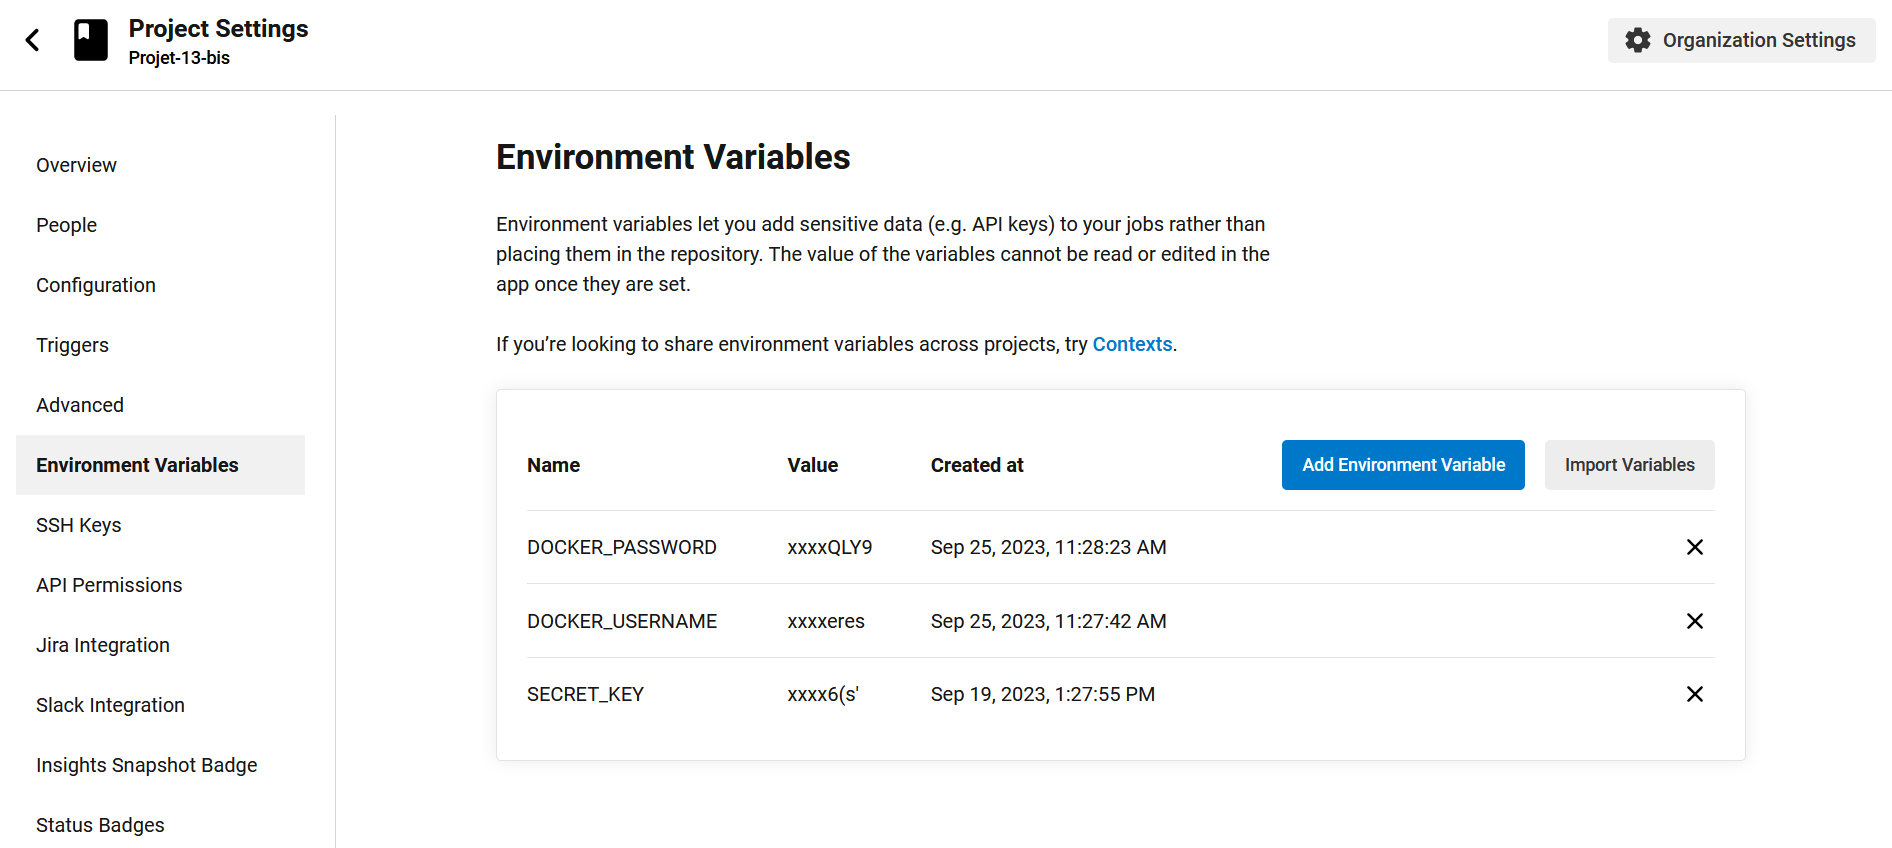 Project Settings
Projet-13-bis
Organization Settings
Overview
People
Configuration
Triggers
Advanced
Environment Variables
SSH Keys
API Permissions
Jira Integration
Slack Integration
Insights Snapshot Badge
Status Badges
Environment Variables
Environment variables let you add sensitive data (e.g. API keys) to your jobs rather than
placing them in the repository. The value of the variables cannot be read or edited in the
app once they are set.
If you’re looking to share environment variables across projects, try Contexts.
Name Value Created at Add Environment Variable Import Variables
DOCKER_PASSWORD xxxxQLY9 Sep 25, 2023, 11:28:23 AM
DOCKER_USERNAME xxxxeres Sep 25, 2023, 11:27:42 AM
SECRET_KEY xxxx6(s' Sep 19, 2023, 1:27:55 PM